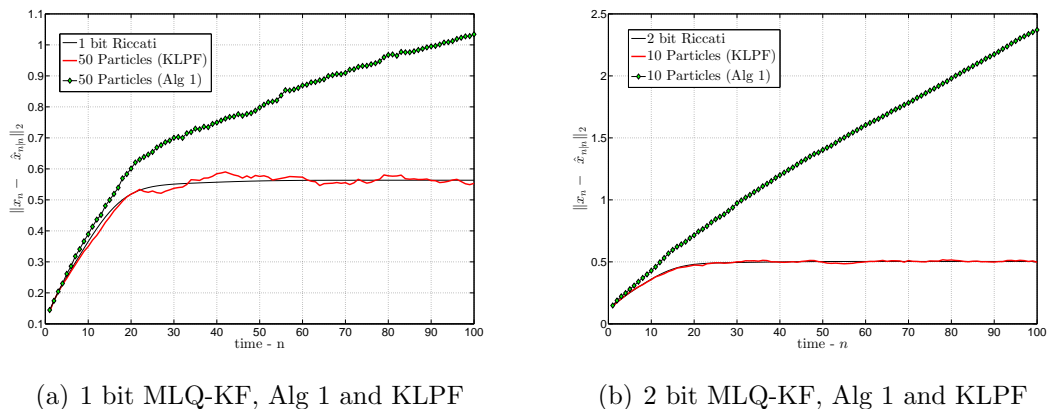 1.1
1
0.9
0.8
0.7
0.6
0.5
0.4
0.3
0.2
0.1
‖x_n − x̂_{n|n}‖_2
1 bit Riccati
50 Particles (KLPF)
50 Particles (Alg 1)
0 10 20 30 40 50 60 70 80 90 100
time - n
(a) 1 bit MLQ-KF, Alg 1 and KLPF
2.5
2
1.5
1
0.5
0
‖x_n − x̂_{n|n}‖_2
2 bit Riccati
10 Particles (KLPF)
10 Particles (Alg 1)
0 10 20 30 40 50 60 70 80 90 100
time - n
(b) 2 bit MLQ-KF, Alg 1 and KLPF